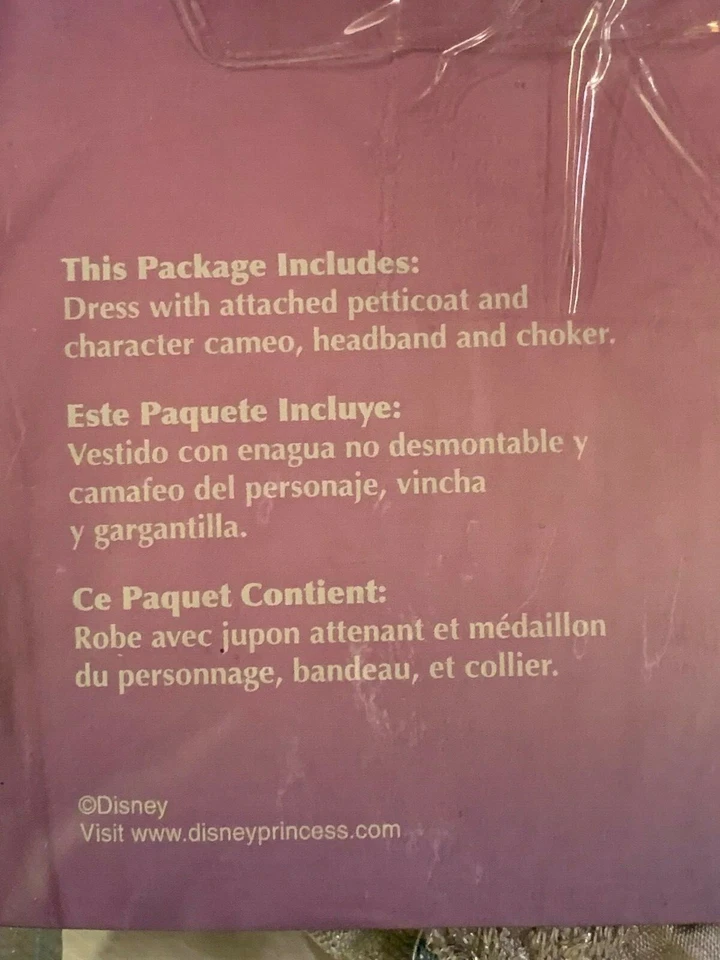 This Package Includes:
Dress with attached petticoat and
character cameo, headband and choker.
Este Paquete Incluye:
Vestido con enagua no desmontable y
camafeo del personaje, vincha
y gargantilla.
Ce Paquet Contient:
Robe avec jupon attenant et médaillon
du personnage, bandeau, et collier.
©Disney
Visit www.disneyprincess.com